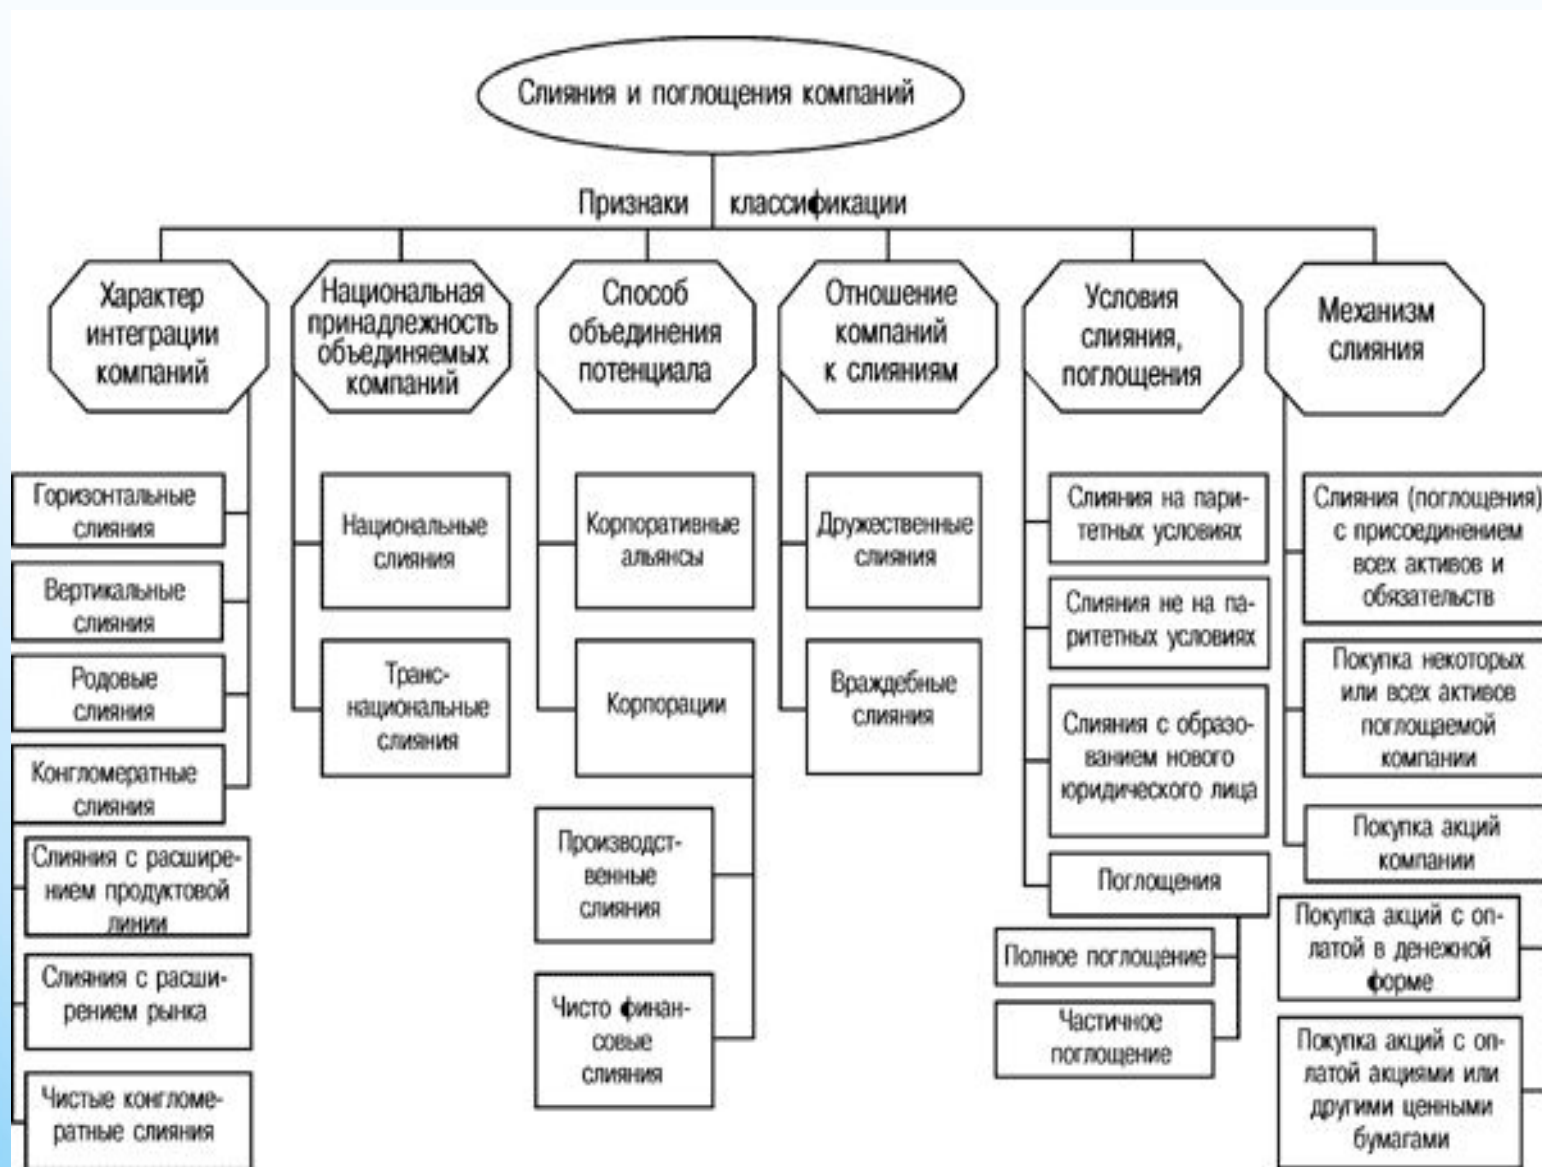 Слияния и поглощения компаний
Признаки классификации
Характер
интеграции
компаний
Горизонтальные
слияния
Вертикальные
слияния
Родовые
слияния
Конгломератные
слияния
Слияния с расшире-
нием продуктовой
линии
Слияния с расши-
рением рынка
Чистые конгломе-
ратные слияния
Национальная
принадлежность
объединяемых
компаний
Национальные
слияния
Транс-
национальные
слияния
Способ
объединения
потенциала
Корпоративные
альянсы
Корпорации
Производст-
венные
слияния
Чисто финан-
совые
слияния
Отношение
компаний
к слияниям
Дружественные
слияния
Враждебные
слияния
Условия
слияния,
поглощения
Слияния на пари-
тетных условиях
Слияния не на па-
ритетных условиях
Слияния с образо-
ванием нового
юридического лица
Поглощения
Полное поглощение
Частичное
поглощение
Механизм
слияния
Слияния (поглощения)
с присоединением
всех активов и
обязательств
Покупка некоторых
или всех активов
поглощаемой
компании
Покупка акций
компании
Покупка акций с оп-
латой в денежной
форме
Покупка акций с оп-
латой акциями или
другими ценными
бумагами